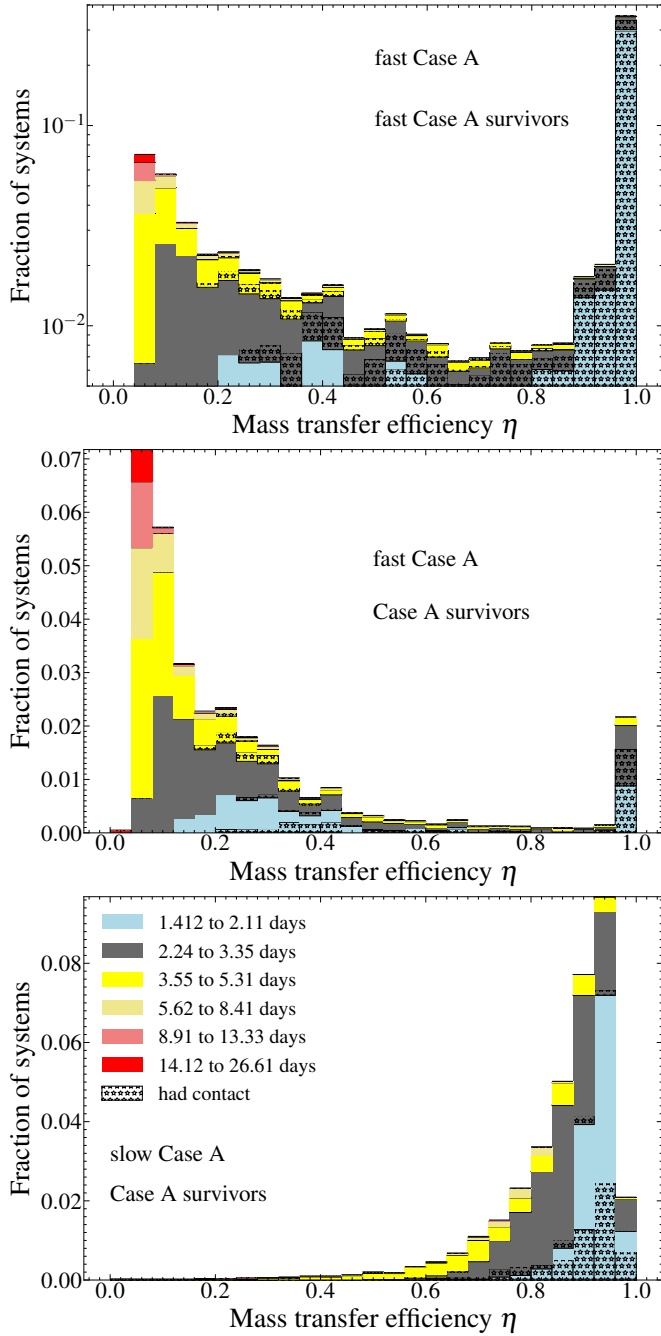 fast Case A
fast Case A survivors
10⁻¹
10⁻²
Fraction of systems
0.0 0.2 0.4 0.6 0.8 1.0
Mass transfer efficiency η
0.07
0.06
0.05
0.04
0.03
0.02
0.01
0.00
Fraction of systems
fast Case A
Case A survivors
0.0 0.2 0.4 0.6 0.8 1.0
Mass transfer efficiency η
0.08
0.06
0.04
0.02
0.00
Fraction of systems
1.412 to 2.11 days
2.24 to 3.35 days
3.55 to 5.31 days
5.62 to 8.41 days
8.91 to 13.33 days
14.12 to 26.61 days
had contact
slow Case A
Case A survivors
0.0 0.2 0.4 0.6 0.8 1.0
Mass transfer efficiency η